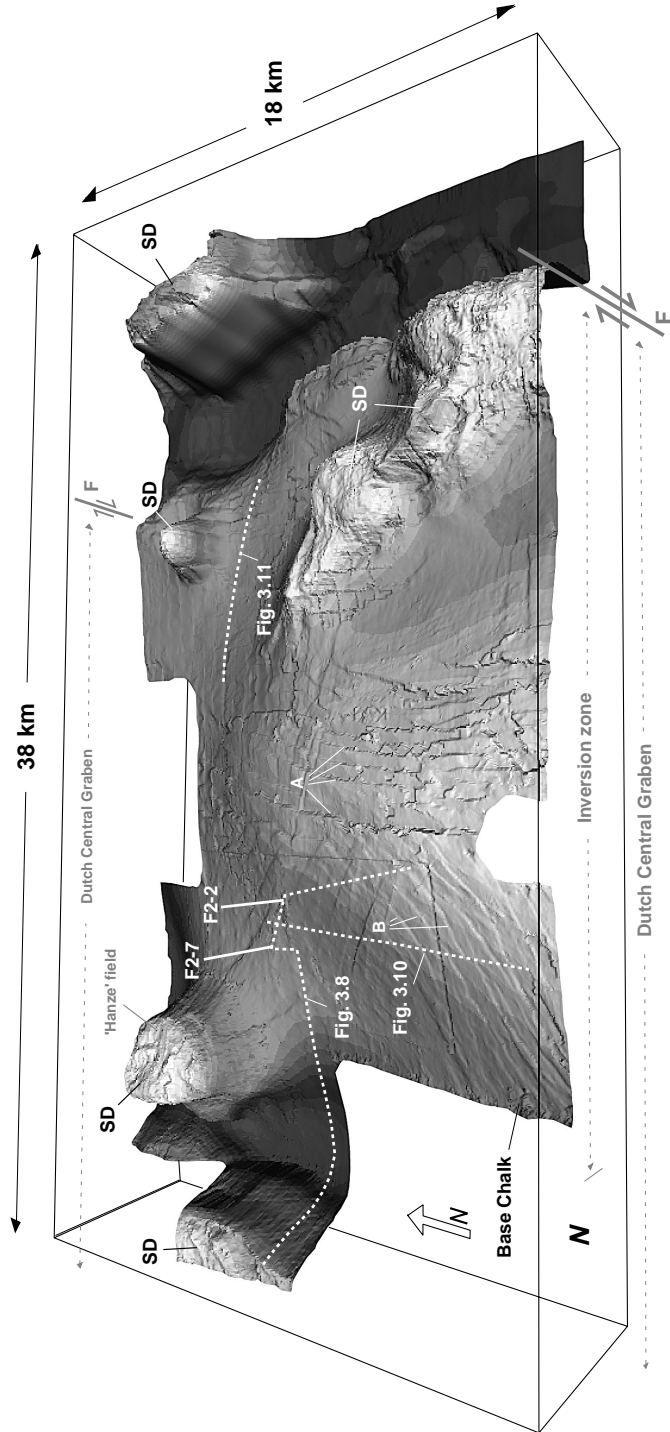 38 km
18 km
Dutch Central Graben
F
'Hanze' field
SD
SD
SD
SD
SD
F2-7
F2-2
Fig. 3.11
A
B
Fig. 3.8
Fig. 3.10
N
Base Chalk
N
Inversion zone
Dutch Central Graben
F